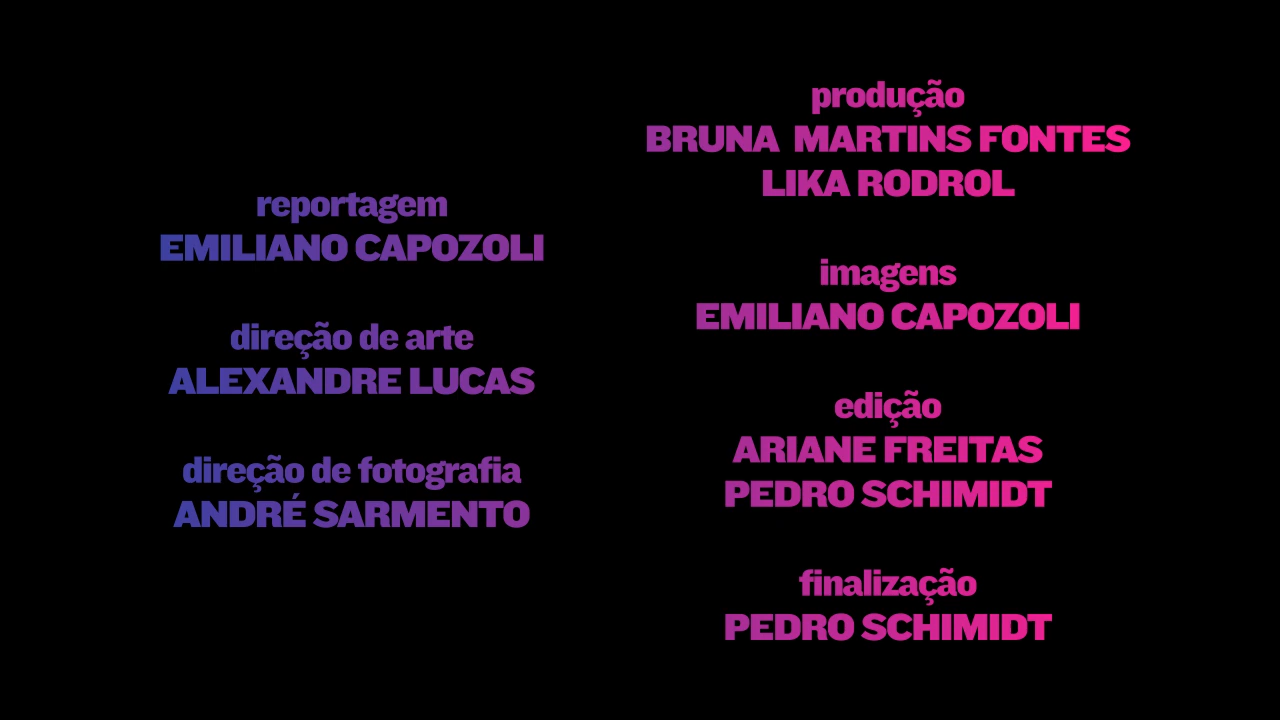 reportagem
EMILIANO CAPOZOLI
direção de arte
ALEXANDRE LUCAS
direção de fotografia
ANDRÉ SARMENTO
produção
BRUNA MARTINS FONTES
LIKA RODROL
imagens
EMILIANO CAPOZOLI
edição
ARIANE FREITAS
PEDRO SCHIMIDT
finalização
PEDRO SCHIMIDT